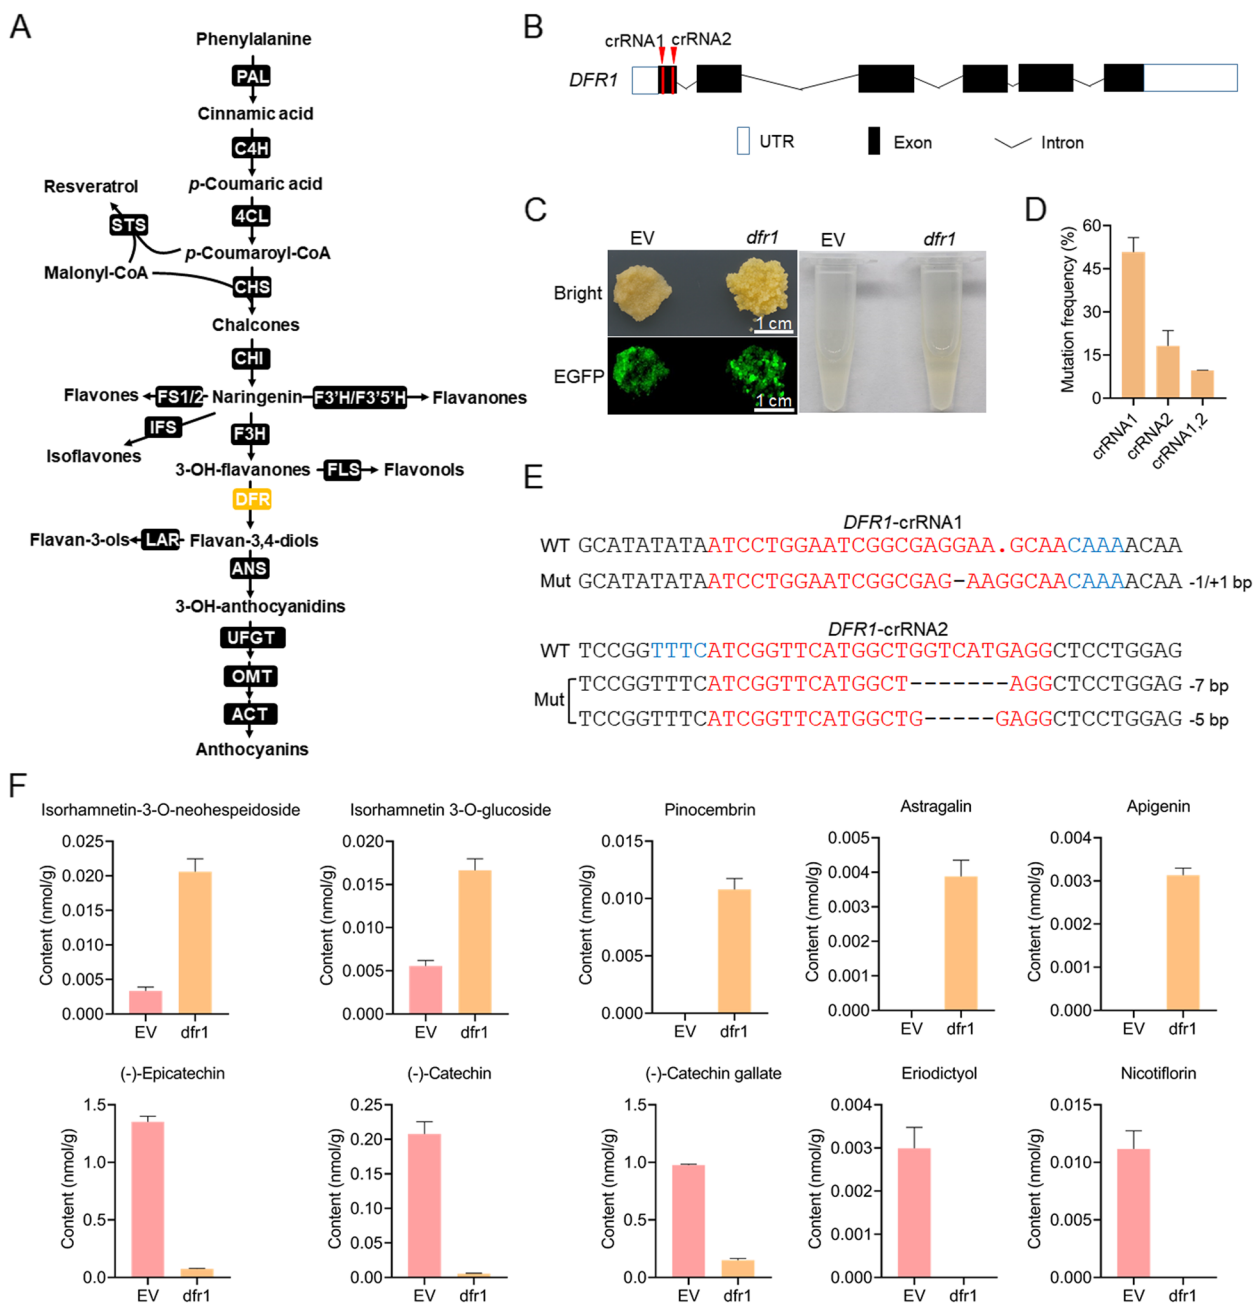 A
Phenylalanine
PAL
Cinnamic acid
C4H
p-Coumaric acid
Resveratrol
4CL
STS
p-Coumaroyl-CoA
Malonyl-CoA
CHS
Chalcones
CHI
Flavones FS1/2 Naringenin F3'H/F3'5'H Flavanones
IFS
F3H
Isoflavones
3-OH-flavanones FLS Flavonols
DFR
Flavan-3-ols LAR Flavan-3,4-diols
ANS
3-OH-anthocyanidins
UFGT
OMT
ACT
Anthocyanins
B
crRNA1 crRNA2
DFR1
UTR Exon Intron
C
EV dfr1 EV dfr1
Bright
1 cm
EGFP
1 cm
D
Mutation frequency (%)
60
45
30
15
0
crRNA1
crRNA2
crRNA1,2
E
DFR1-crRNA1
WT GCATATATAATCCTGGAATCGGCGAGGAA.GCAACAAAACAA
Mut GCATATATAATCCTGGAATCGGCGAG-AAGGCAACAAAACAA -1/+1 bp
DFR1-crRNA2
WT TCCGGTTTCATCGGTTCATGGCTGGTCATGAGGCTCCTGGAG
Mut
TCCGGTTTCATCGGTTCATGGCT-------AGGCTCCTGGAG -7 bp
TCCGGTTTCATCGGTTCATGGCTG-----GAGGCTCCTGGAG -5 bp
F
Isorhamnetin-3-O-neohespeidoside
Content (nmol/g)
0.025
0.020
0.015
0.010
0.005
0.000
EV dfr1
Isorhamnetin 3-O-glucoside
Content (nmol/g)
0.020
0.015
0.010
0.005
0.000
EV dfr1
Pinocembrin
Content (nmol/g)
0.015
0.010
0.005
0.000
EV dfr1
Astragalin
Content (nmol/g)
0.005
0.004
0.003
0.002
0.001
0.000
EV dfr1
Apigenin
Content (nmol/g)
0.004
0.003
0.002
0.001
0.000
EV dfr1
(-)-Epicatechin
Content (nmol/g)
1.5
1.0
0.5
0.0
EV dfr1
(-)-Catechin
Content (nmol/g)
0.25
0.20
0.15
0.10
0.05
0.00
EV dfr1
(-)-Catechin gallate
Content (nmol/g)
1.5
1.0
0.5
0.0
EV dfr1
Eriodictyol
Content (nmol/g)
0.004
0.003
0.002
0.001
0.000
EV dfr1
Nicotiflorin
Content (nmol/g)
0.015
0.010
0.005
0.000
EV dfr1